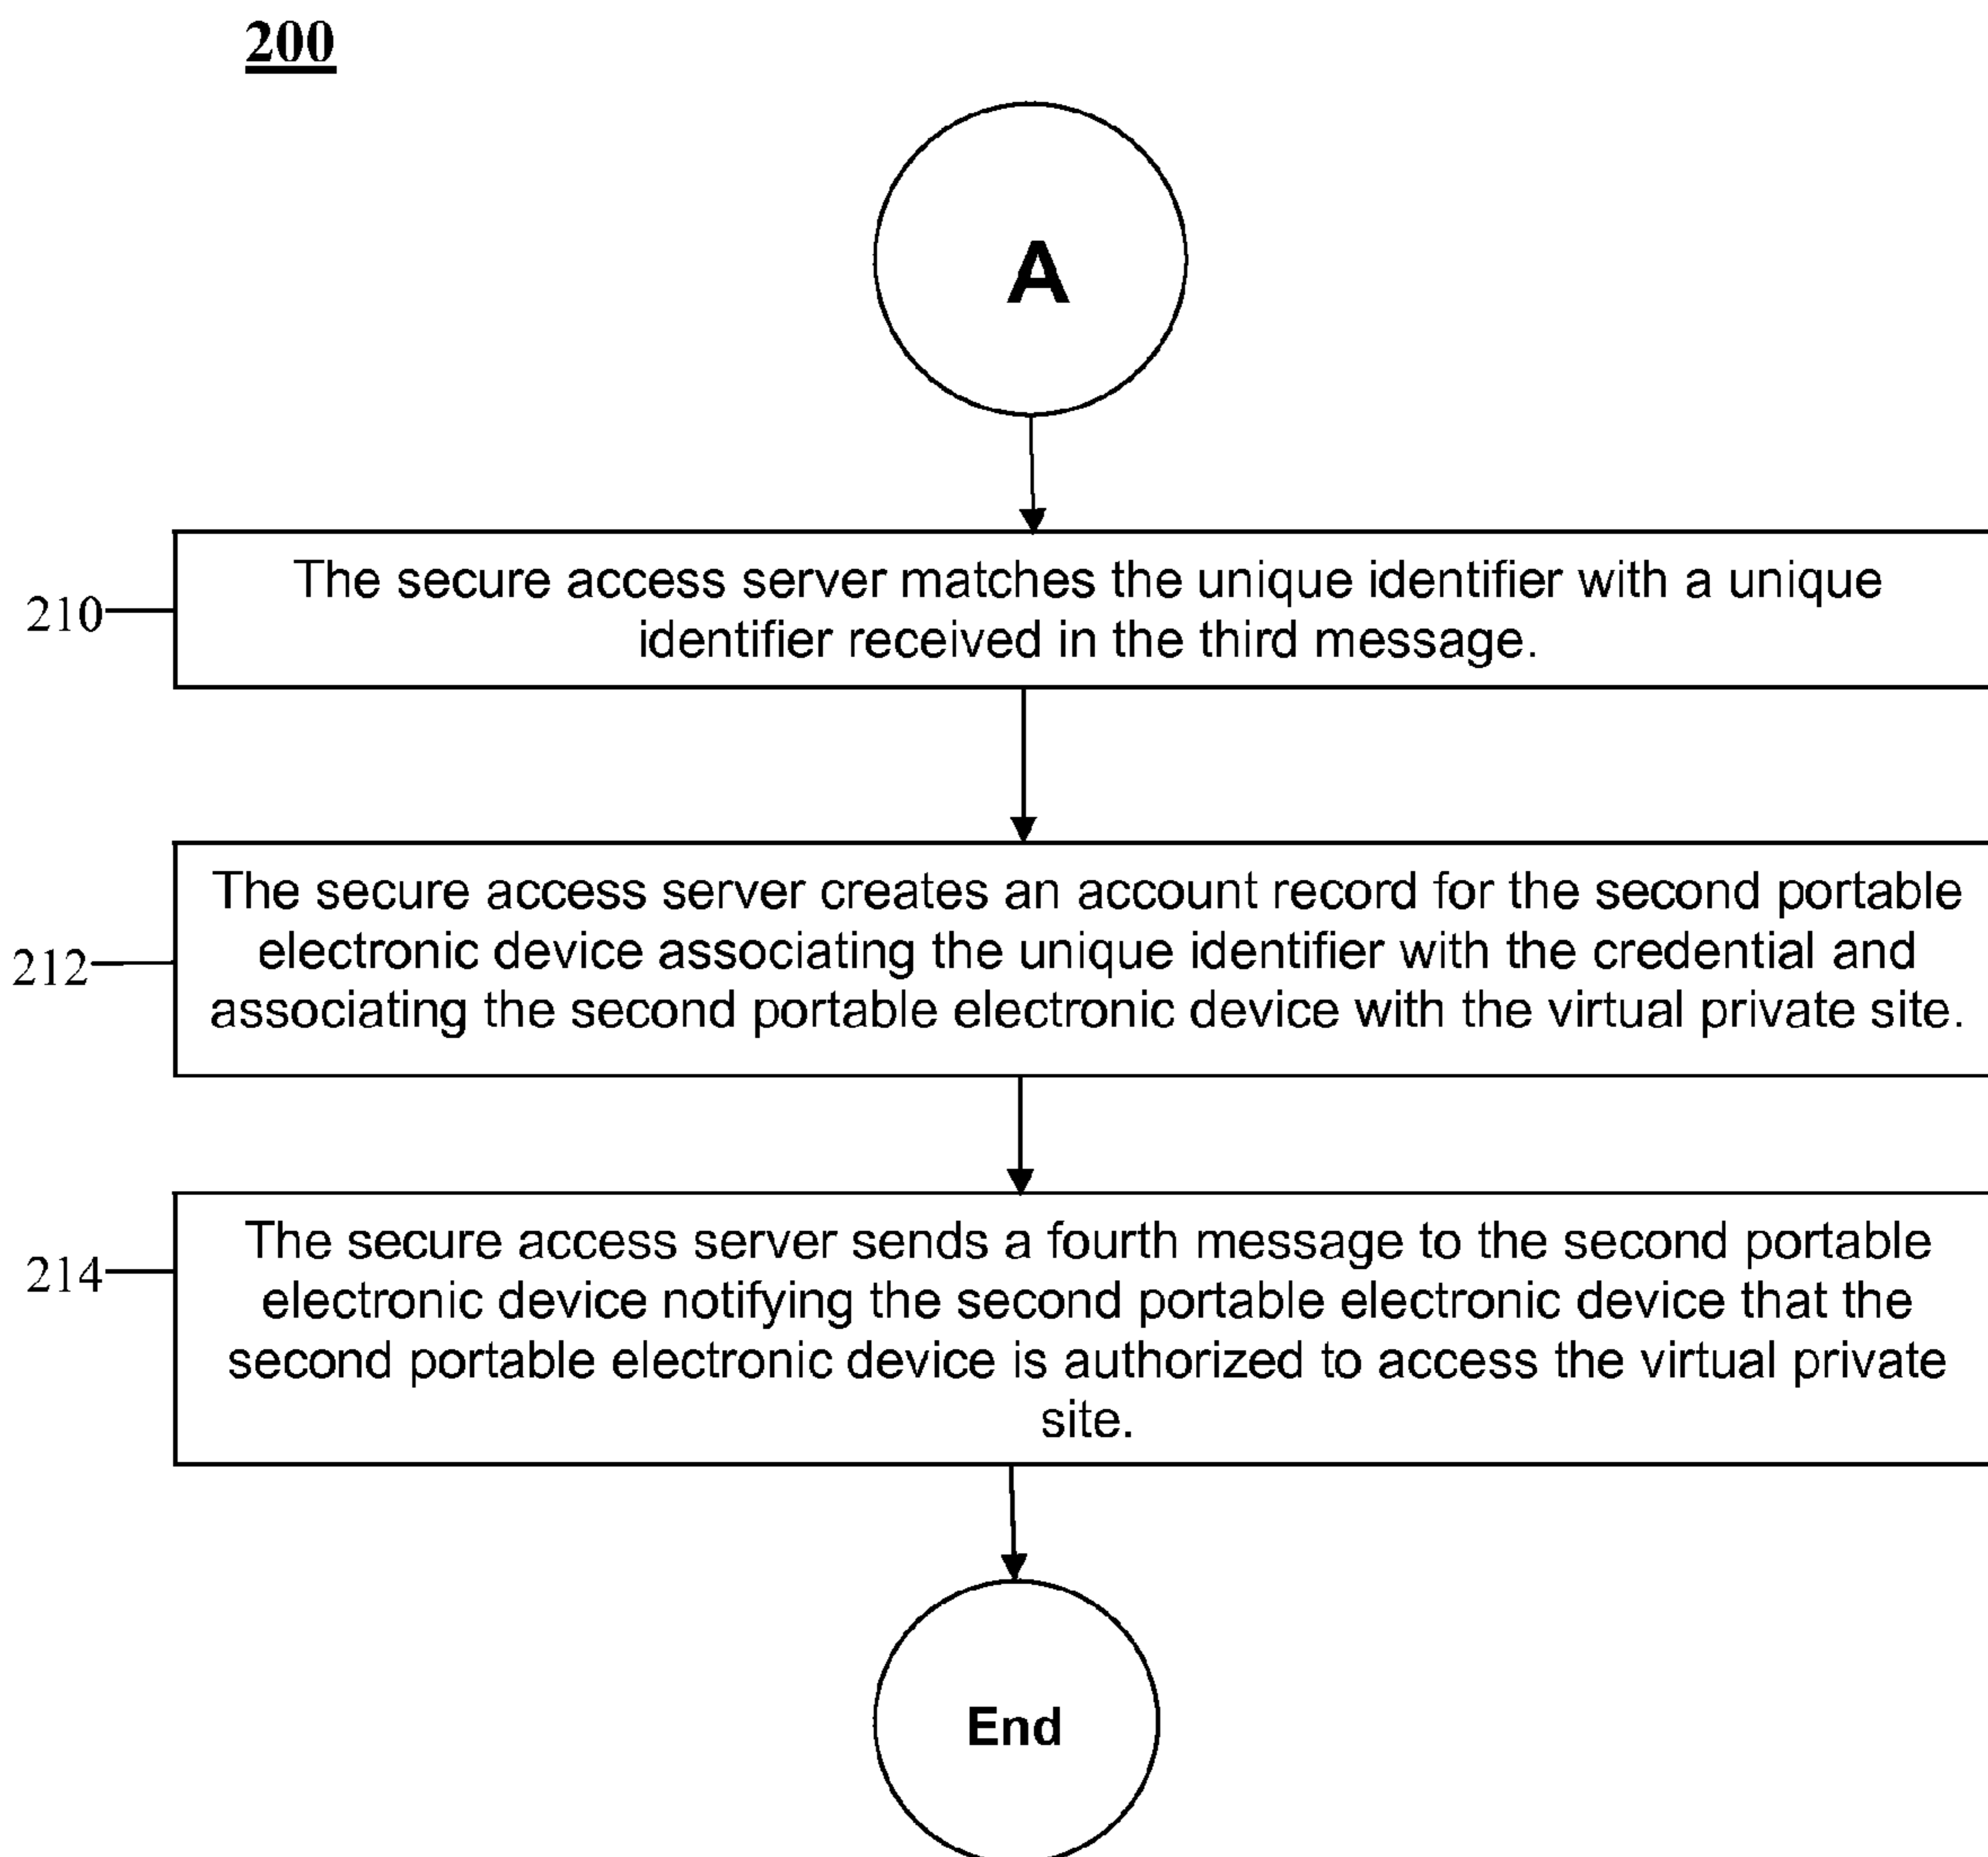 200
A
210
The secure access server matches the unique identifier with a unique
identifier received in the third message.
212
The secure access server creates an account record for the second portable
electronic device associating the unique identifier with the credential and
associating the second portable electronic device with the virtual private site.
214
The secure access server sends a fourth message to the second portable
electronic device notifying the second portable electronic device that the
second portable electronic device is authorized to access the virtual private
site.
End